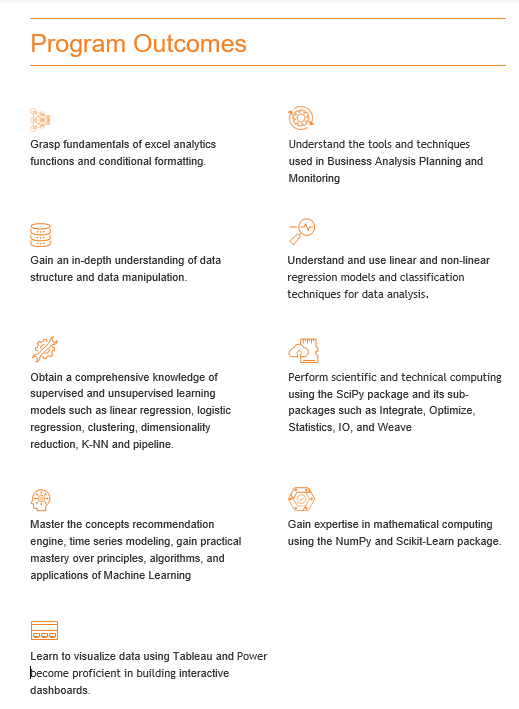 Program Outcomes
Grasp fundamentals of excel analytics
functions and conditional formatting.
Understand the tools and techniques
used in Business Analysis Planning and
Monitoring
Gain an in-depth understanding of data
structure and data manipulation.
Understand and use linear and non-linear
regression models and classification
techniques for data analysis.
Obtain a comprehensive knowledge of
supervised and unsupervised learning
models such as linear regression, logistic
regression, clustering, dimensionality
reduction, K-NN and pipeline.
Perform scientific and technical computing
using the SciPy package and its sub-
packages such as Integrate, Optimize,
Statistics, IO, and Weave
Master the concepts recommendation
engine, time series modeling, gain practical
mastery over principles, algorithms, and
applications of Machine Learning
Gain expertise in mathematical computing
using the NumPy and Scikit-Learn package.
Learn to visualize data using Tableau and Power
become proficient in building interactive
dashboards.